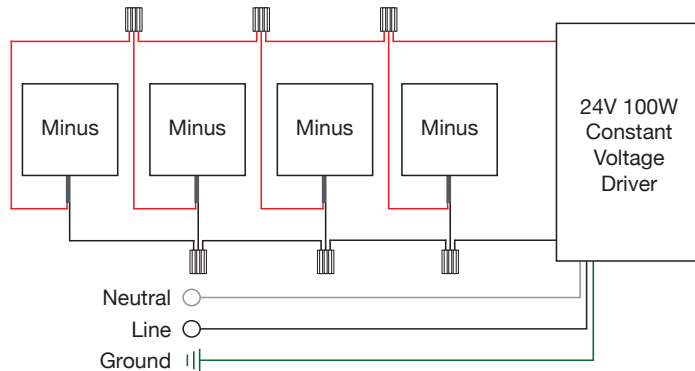 Minus
Minus
Minus
Minus
24V 100W
Constant
Voltage
Driver
Neutral
Line
Ground